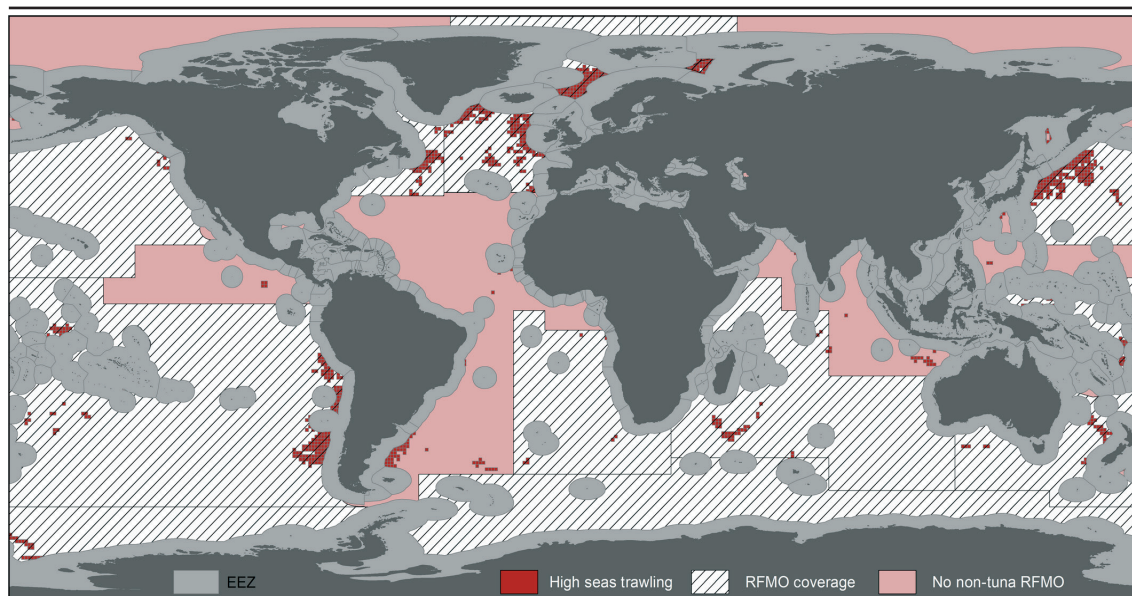 EEZ
High seas trawling
RFMO coverage
No non-tuna RFMO